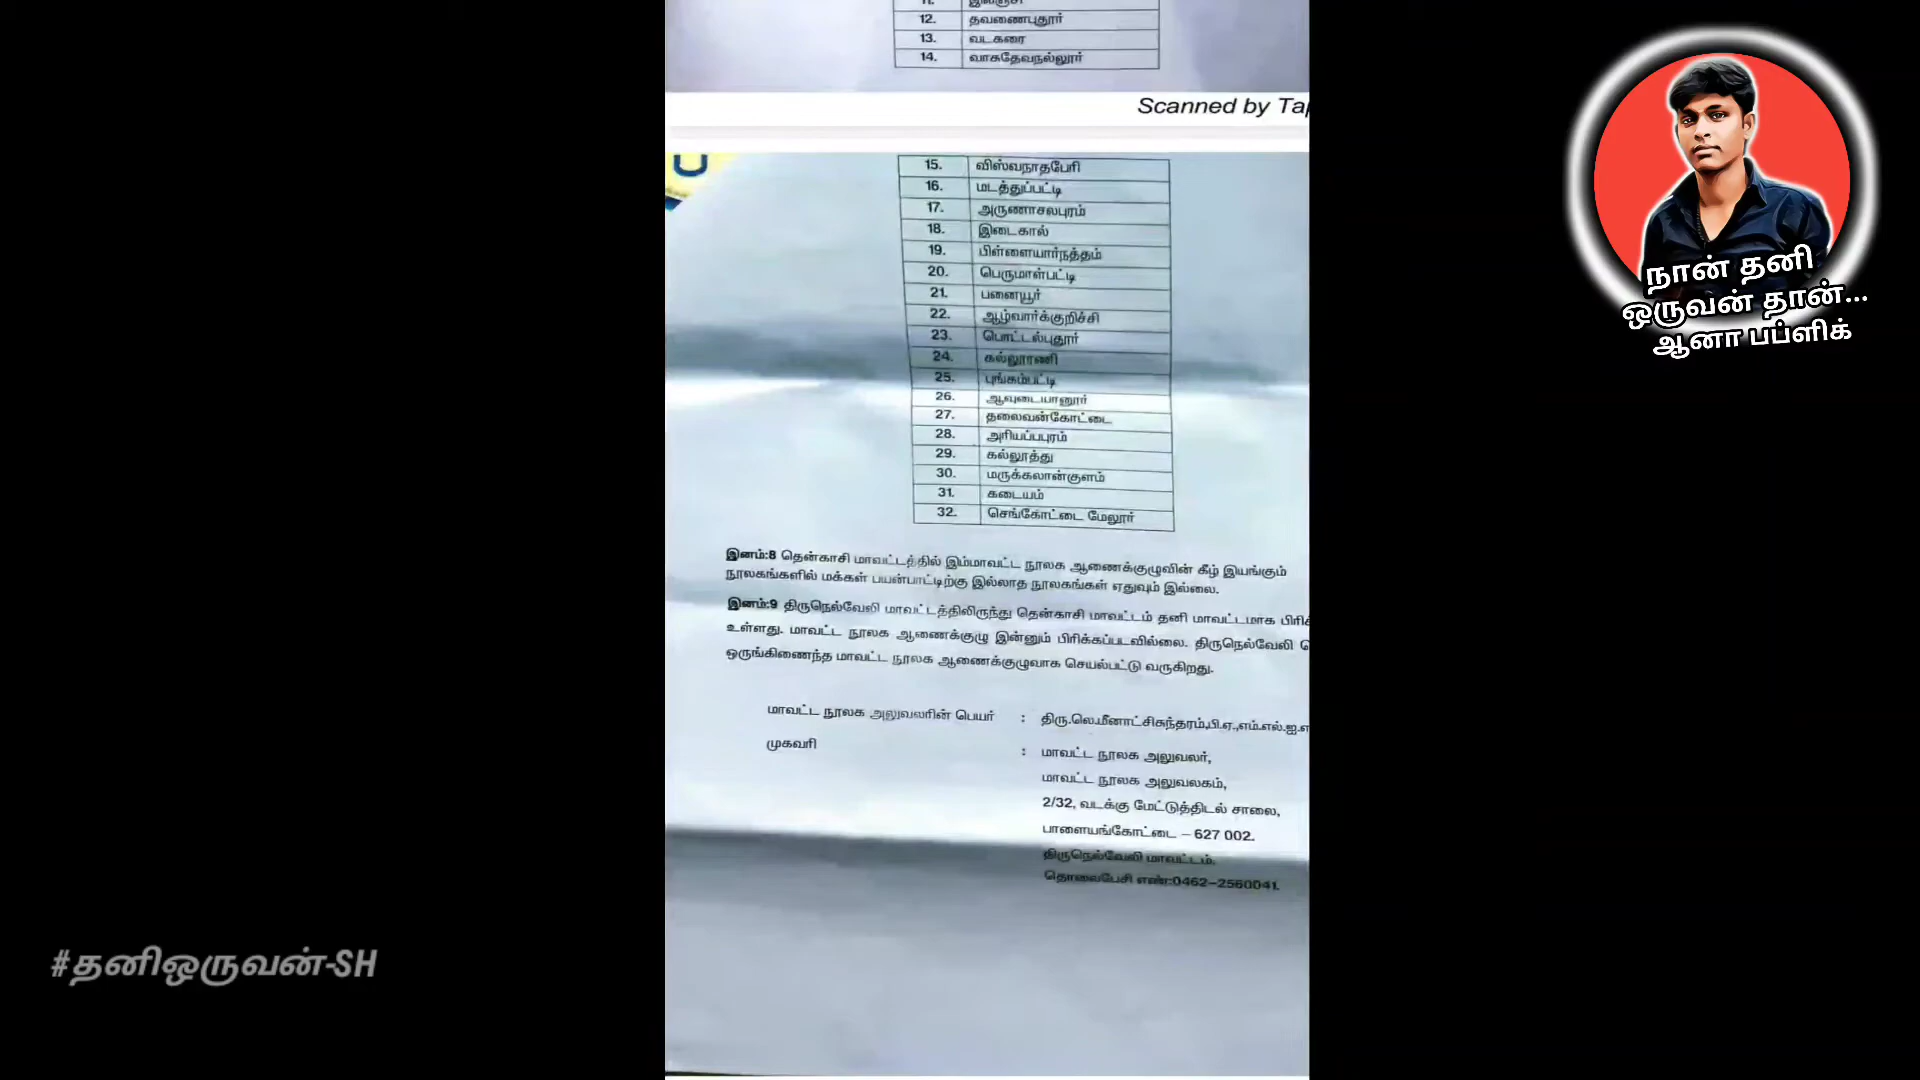 12. தவணைபுதூர்
13. வடகரை
14. வாசுதேவநல்லூர்
Scanned by Tap
15. விஸ்வநாதபேரி
16. மடத்துப்பட்டி
17. அருணாசலபுரம்
18. இடைகால்
19. பிள்ளையார்நத்தம்
20. பெருமாள்பட்டி
21. பனையூர்
22. ஆழ்வார்க்குறிச்சி
23. பொட்டல்புதூர்
24. கல்லூரணி
25. புங்கம்பட்டி
26. ஆவுடையானூர்
27. தலைவன்கோட்டை
28. அரியப்பபுரம்
29. கல்லூத்து
30. மருக்கலான்குளம்
31. கடையம்
32. செங்கோட்டை மேலூர்
இனம்:8 தென்காசி மாவட்டத்தில் இம்மாவட்ட நூலக ஆணைக்குழுவின் கீழ் இயங்கும்
நூலகங்களில் மக்கள் பயன்பாட்டிற்கு இல்லாத நூலகங்கள் ஏதுவும் இல்லை.
இனம்:9 திருநெல்வேலி மாவட்டத்திலிருந்து தென்காசி மாவட்டம் தனி மாவட்டமாக பிரிக்
உள்ளது. மாவட்ட நூலக ஆணைக்குழு இன்னும் பிரிக்கப்படவில்லை. திருநெல்வேலி
ஒருங்கிணைந்த மாவட்ட நூலக ஆணைக்குழுவாக செயல்பட்டு வருகிறது.
மாவட்ட நூலக அலுவலரின் பெயர் : திரு.லெ.மீனாட்சிசுந்தரம்,பி.ஏ.,எம்.எல்.ஐ.எ
முகவரி : மாவட்ட நூலக அலுவலர்,
மாவட்ட நூலக அலுவலகம்,
2/32, வடக்கு மேட்டுத்திடல் சாலை,
பாளையங்கோட்டை – 627 002.
திருநெல்வேலி மாவட்டம்.
தொலைபேசி எண்:0462–2560041.
நான் தனி
ஒருவன் தான்...
ஆனா பப்ளிக்
#தனிஒருவன்-SH